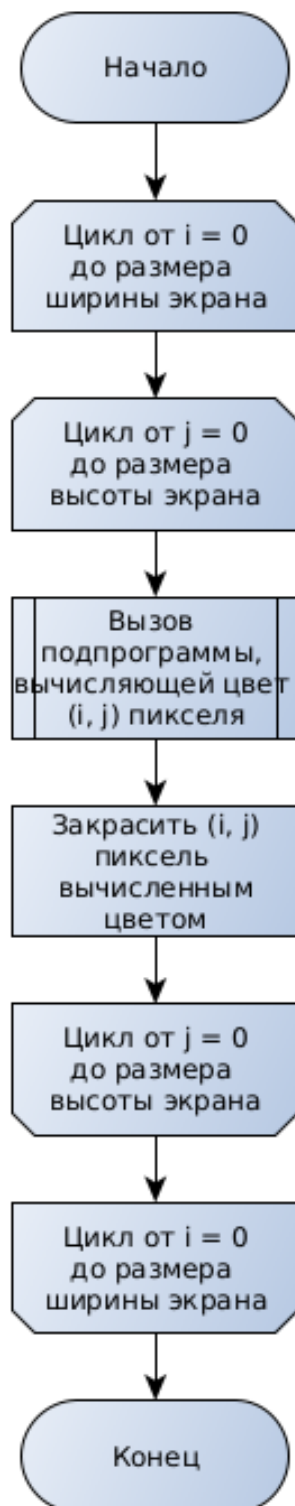 Начало
Цикл от i = 0
до размера
ширины экрана
Цикл от j = 0
до размера
высоты экрана
Вызов
подпрограммы,
вычисляющей цвет
(i, j) пикселя
Закрасить (i, j)
пиксель
вычисленным
цветом
Цикл от j = 0
до размера
высоты экрана
Цикл от i = 0
до размера
ширины экрана
Конец